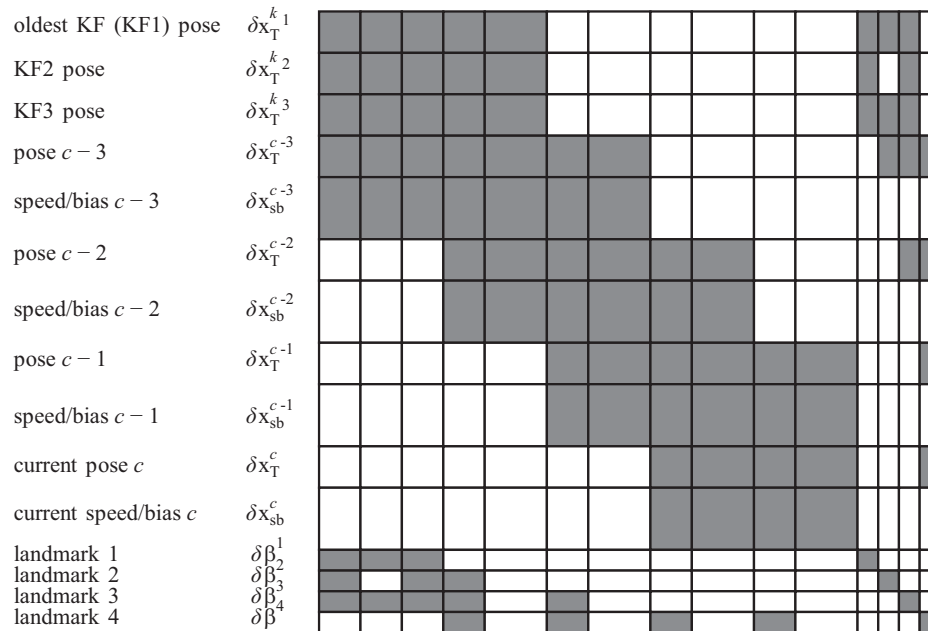 oldest KF (KF1) pose δx_T^{k1}
KF2 pose δx_T^{k2}
KF3 pose δx_T^{k3}
pose c − 3 δx_T^{c-3}
speed/bias c − 3 δx_sb^{c-3}
pose c − 2 δx_T^{c-2}
speed/bias c − 2 δx_sb^{c-2}
pose c − 1 δx_T^{c-1}
speed/bias c − 1 δx_sb^{c-1}
current pose c δx_T^c
current speed/bias c δx_sb^c
landmark 1 δβ^1
landmark 2 δβ^2
landmark 3 δβ^3
landmark 4 δβ^4